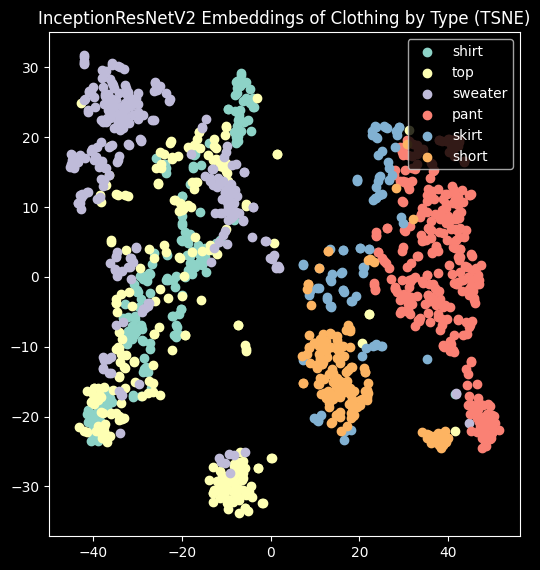 InceptionResNetV2 Embeddings of Clothing by Type (TSNE)
shirt
top
sweater
pant
skirt
short
30
20
10
0
−10
−20
−30
−40
−20
0
20
40